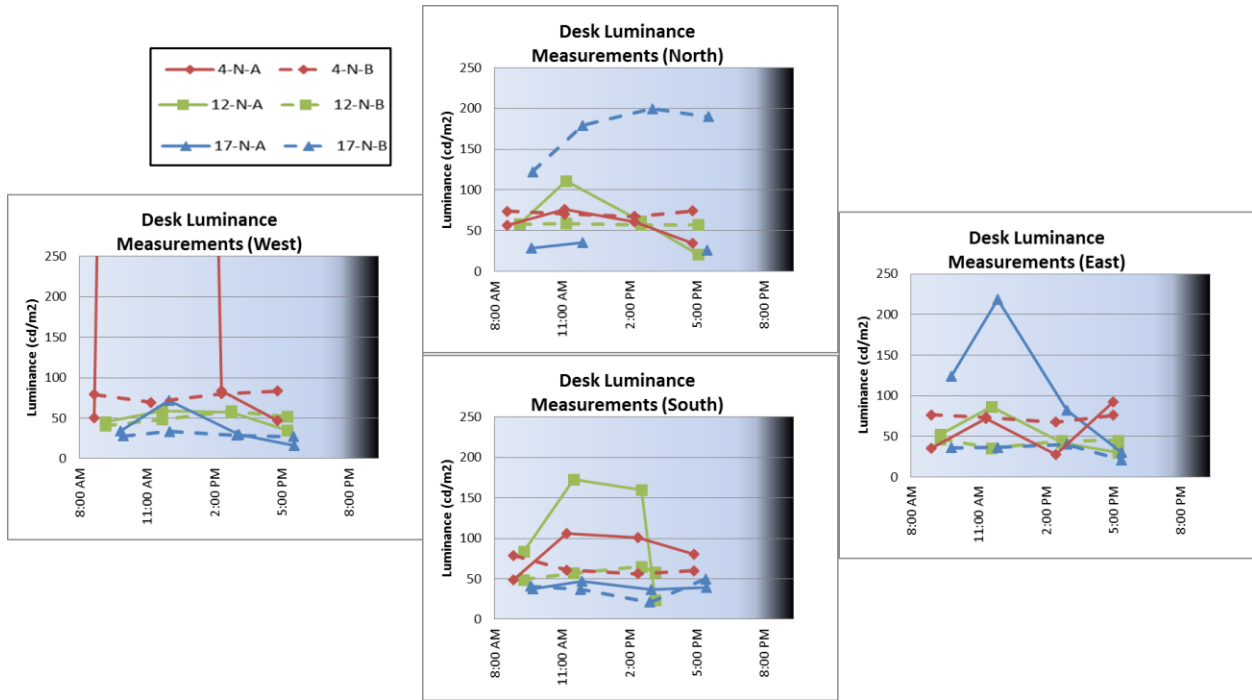 4-N-A
4-N-B
12-N-A
12-N-B
17-N-A
17-N-B
Desk Luminance
Measurements (North)
Luminance (cd/m2)
250
200
150
100
50
0
8:00 AM
11:00 AM
2:00 PM
5:00 PM
8:00 PM
Desk Luminance
Measurements (West)
Luminance (cd/m2)
250
200
150
100
50
0
8:00 AM
11:00 AM
2:00 PM
5:00 PM
8:00 PM
Desk Luminance
Measurements (East)
Luminance (cd/m2)
250
200
150
100
50
0
8:00 AM
11:00 AM
2:00 PM
5:00 PM
8:00 PM
Desk Luminance
Measurements (South)
Luminance (cd/m2)
250
200
150
100
50
0
8:00 AM
11:00 AM
2:00 PM
5:00 PM
8:00 PM